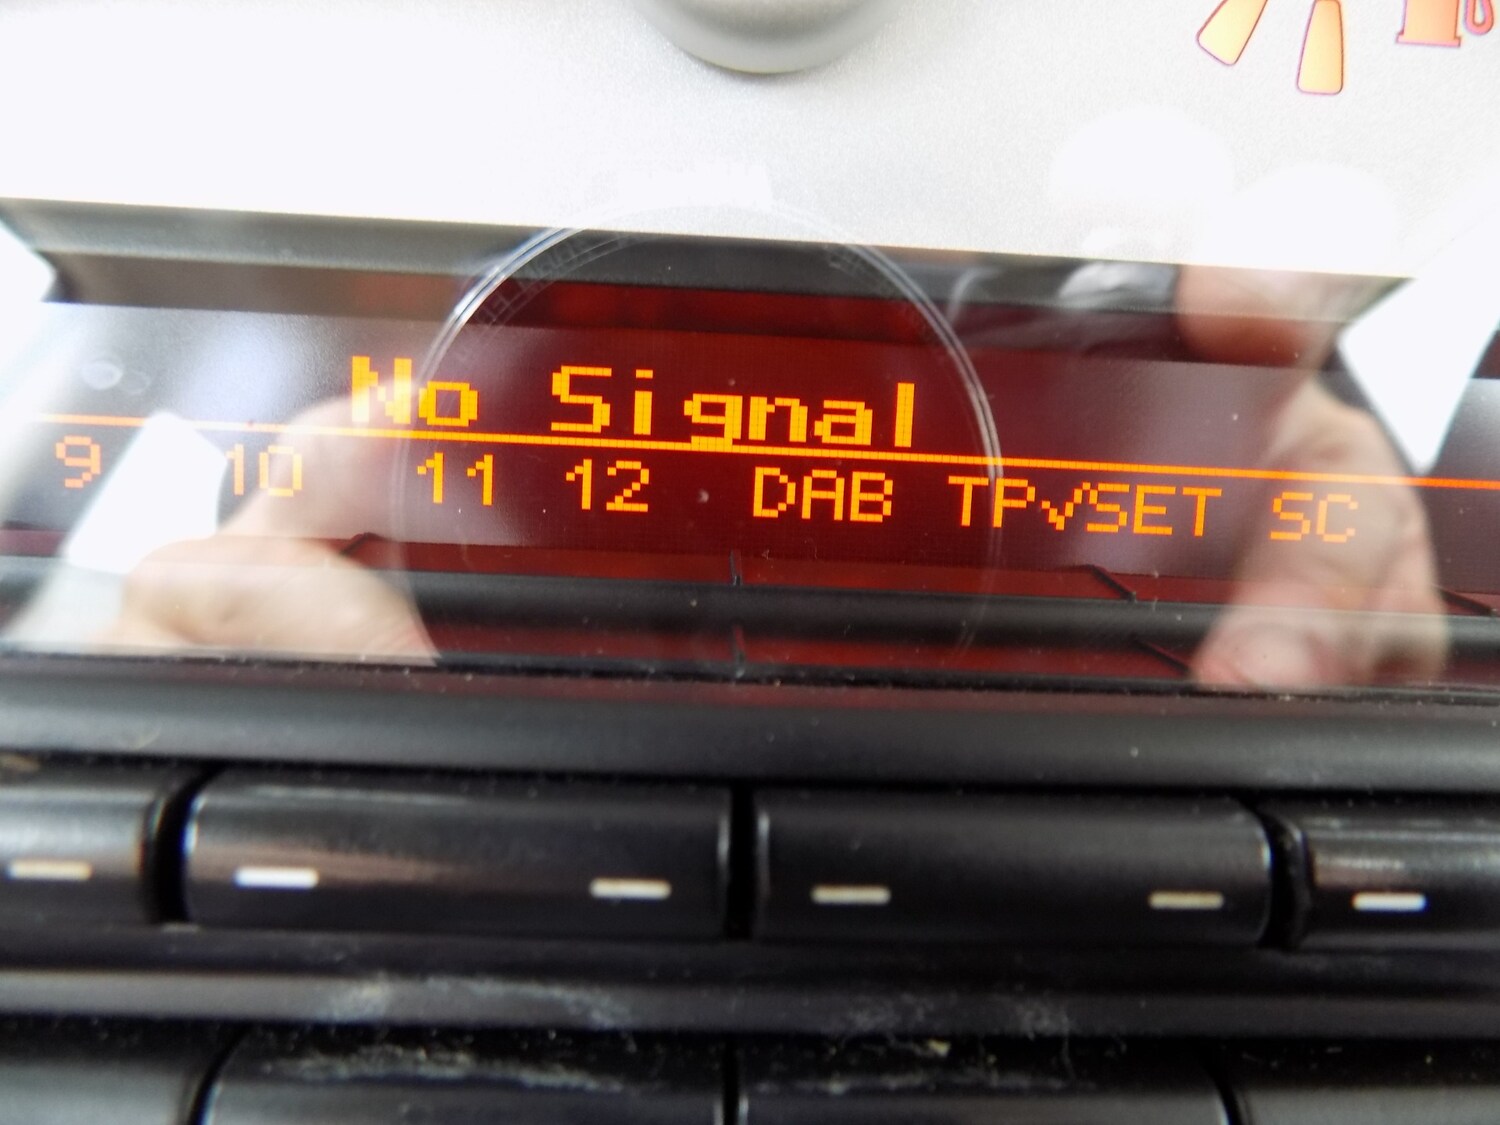 No Signal
9 10 11 12 DAB TP✓SET SC